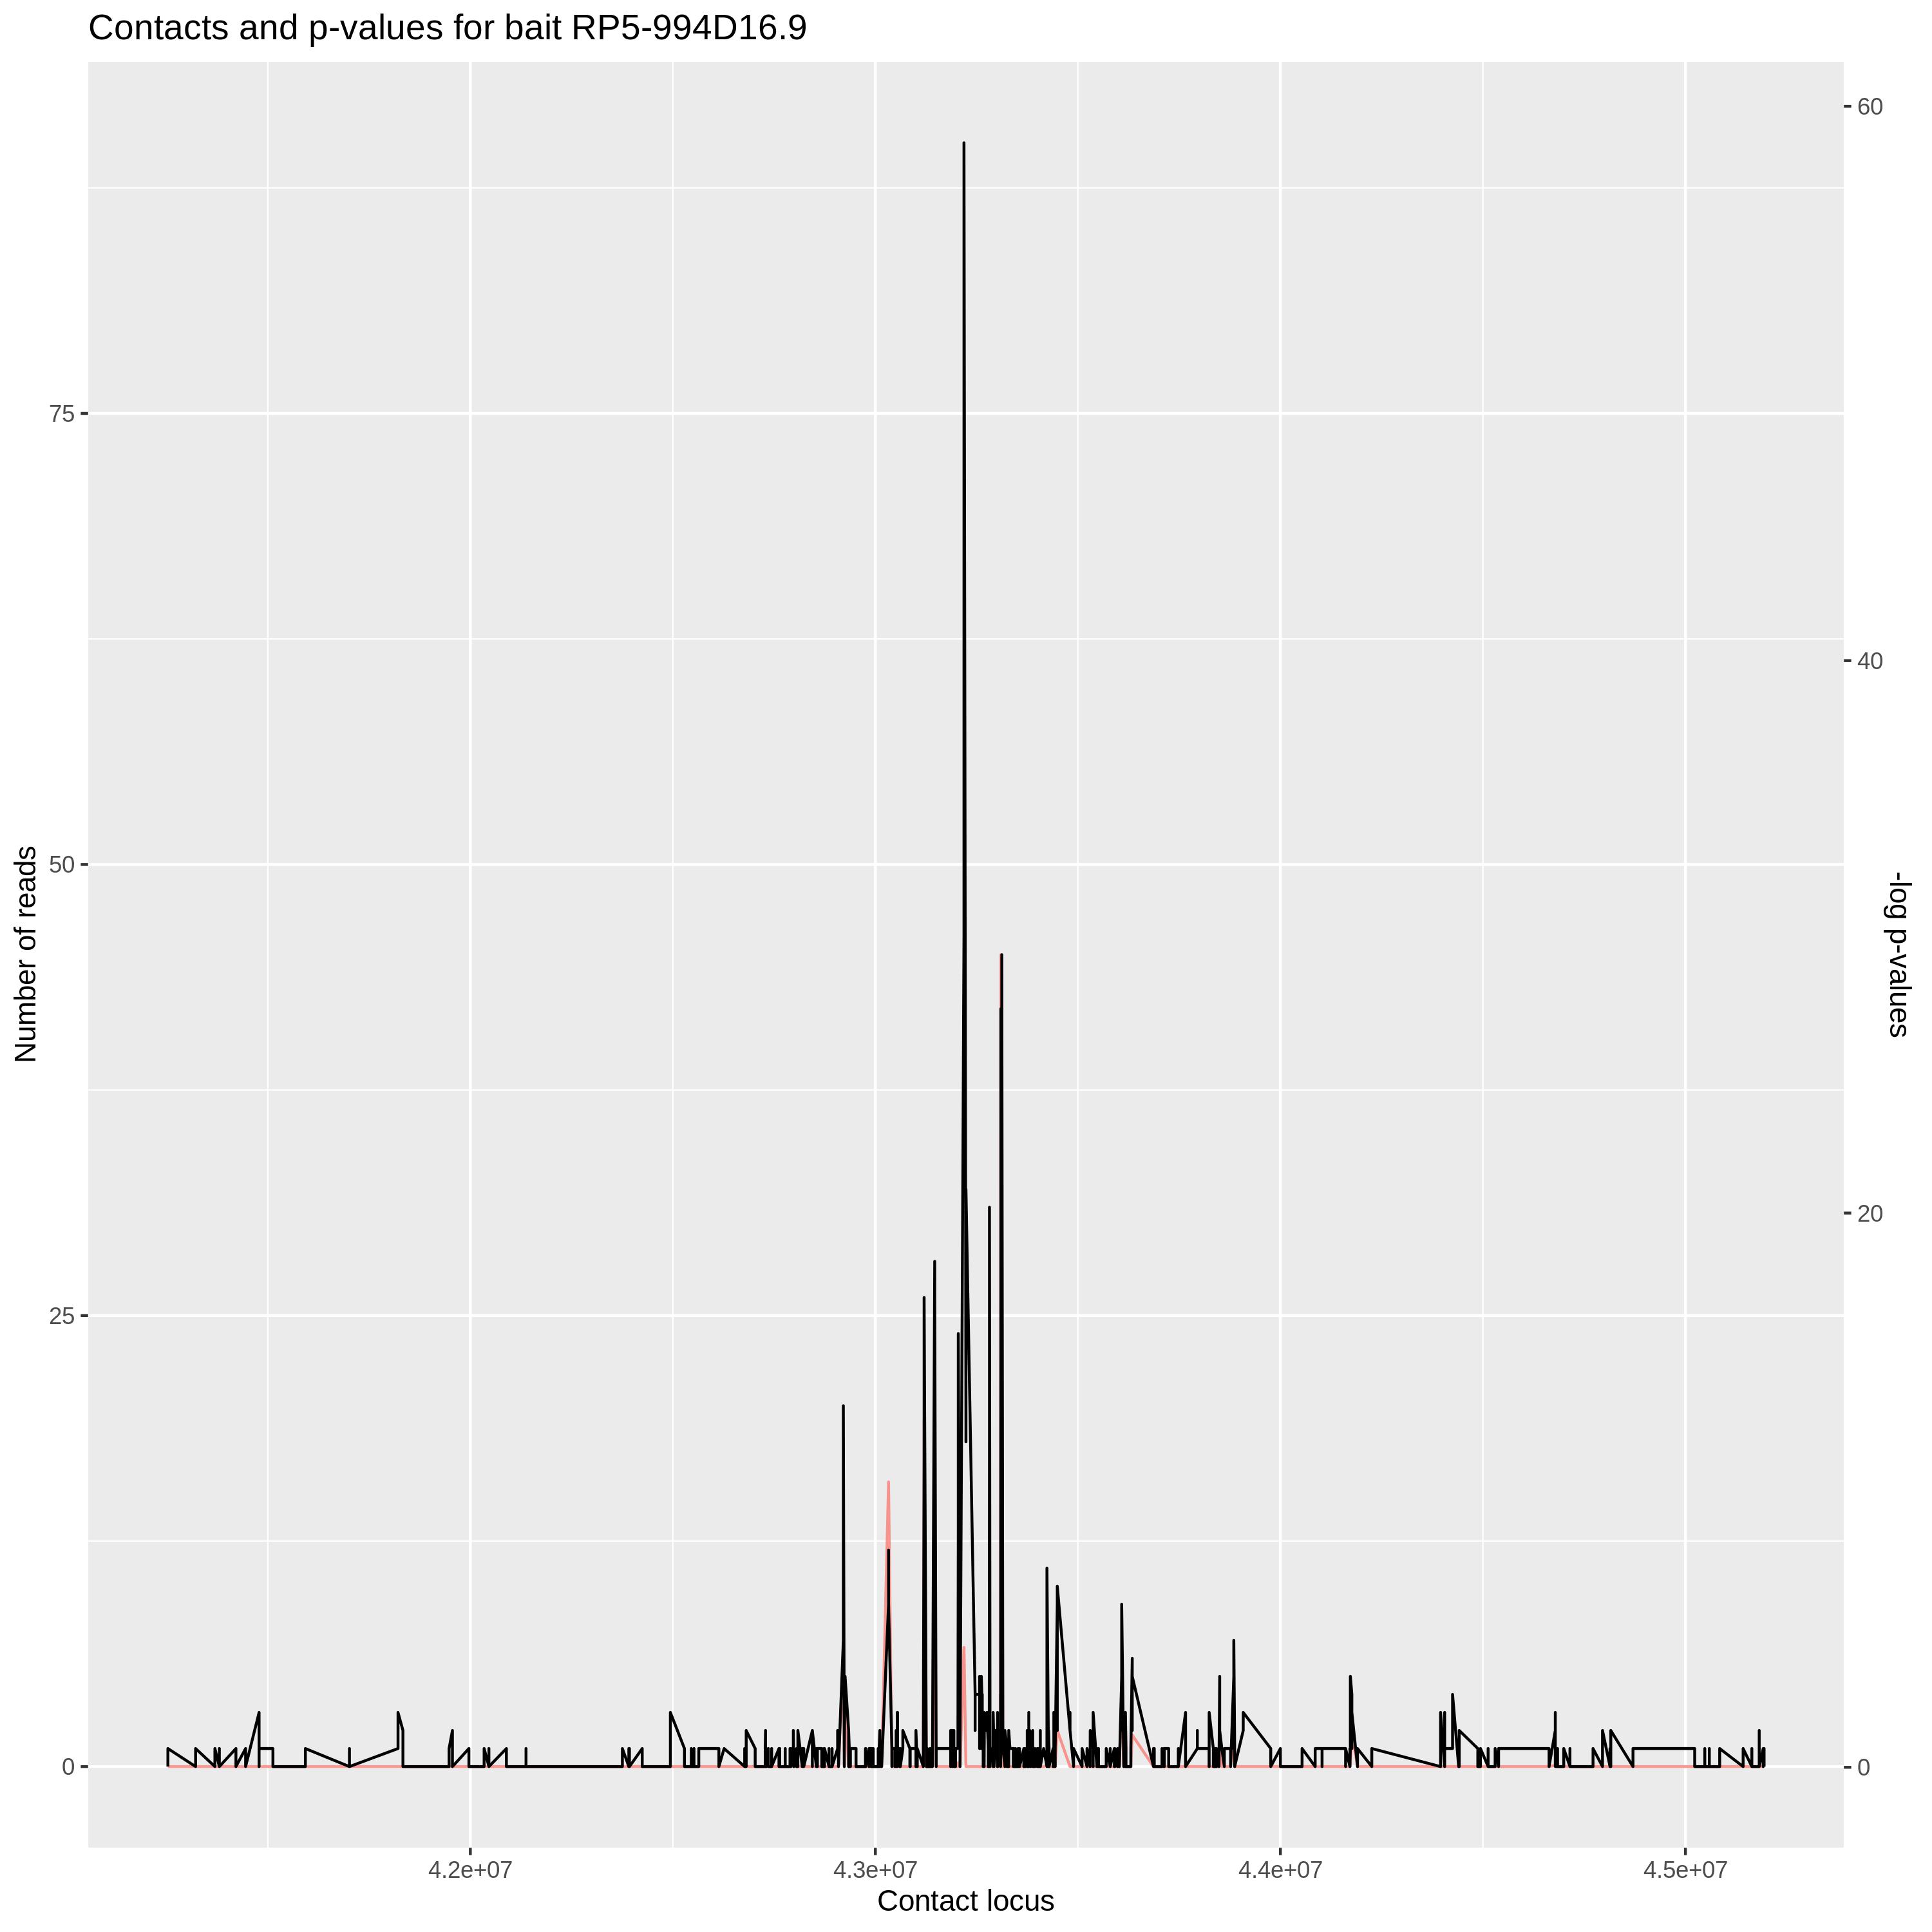 Contacts and p-values for bait RP5-994D16.9
Number of reads
75
50
25
0
60
40
20
0
-log p-values
4.2e+07
4.3e+07
4.4e+07
4.5e+07
Contact locus